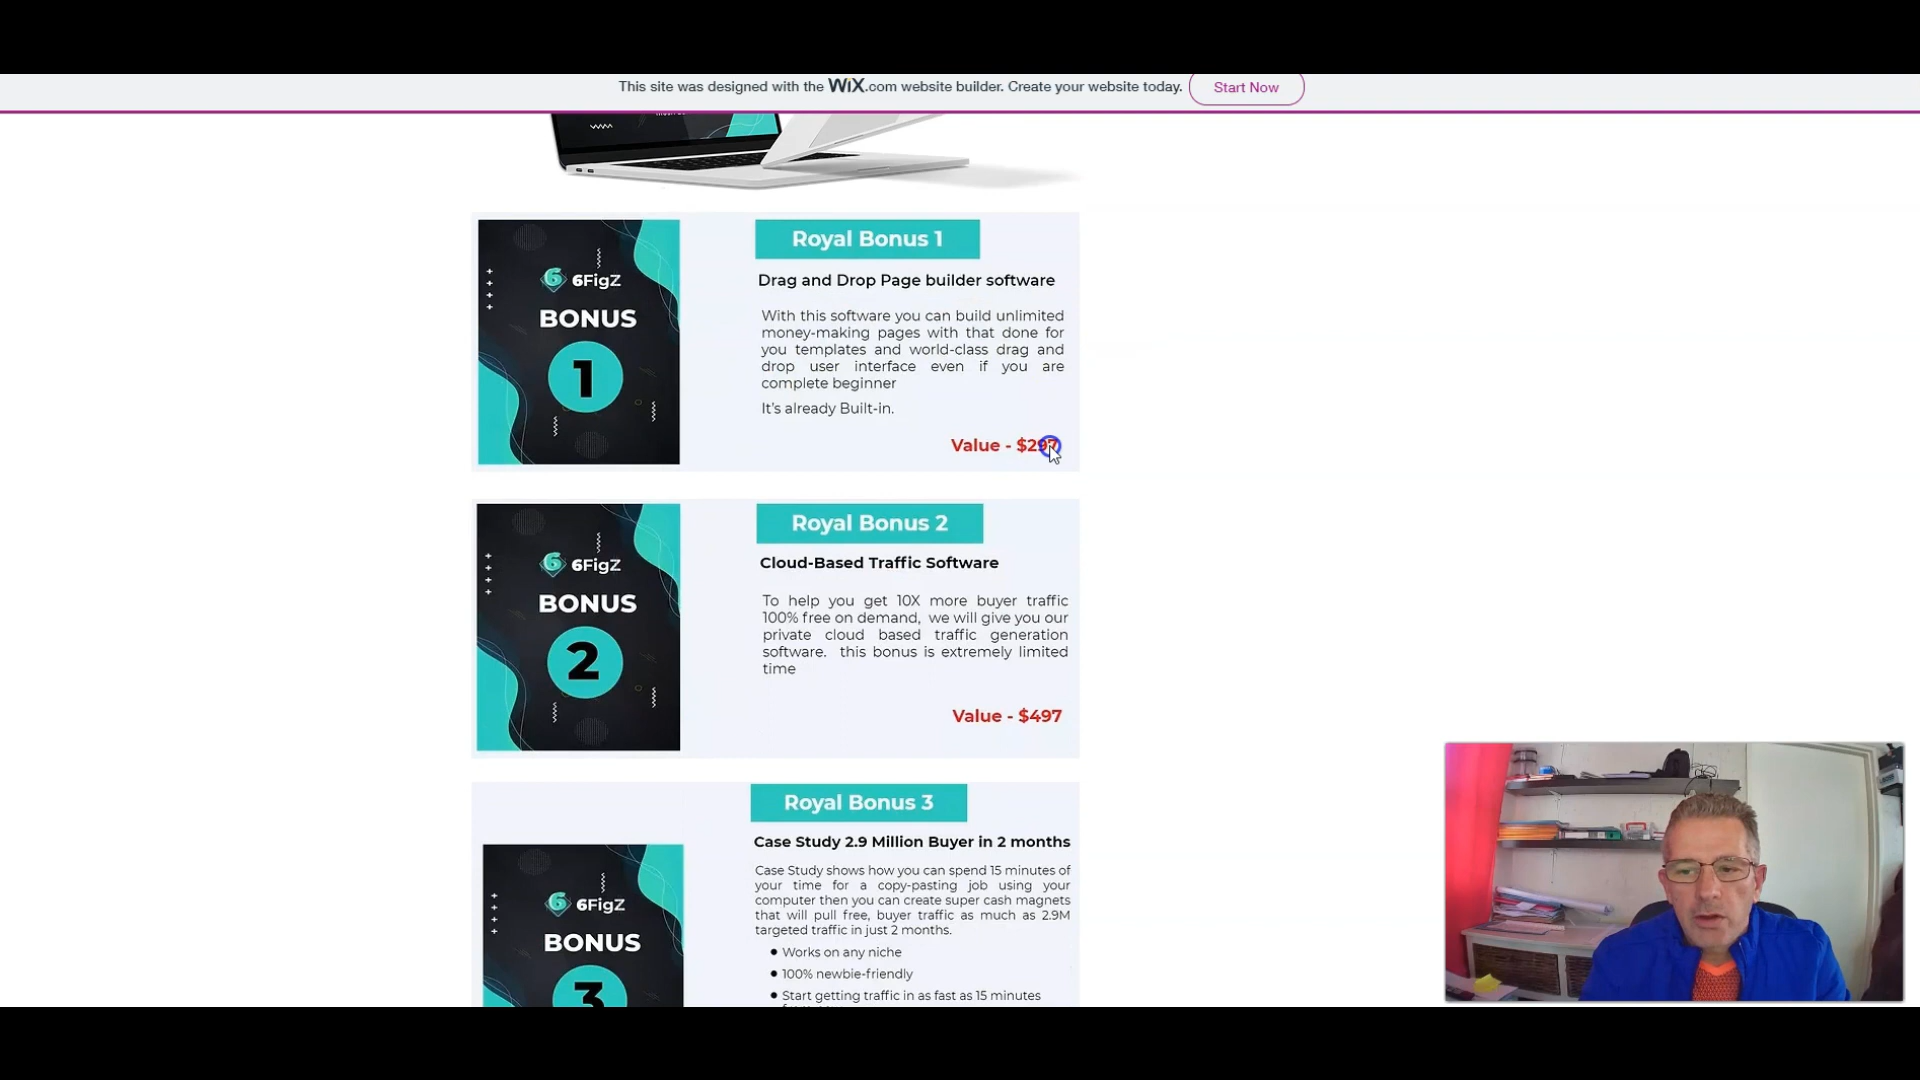 This site was designed with the WiX.com website builder. Create your website today. Start Now
Royal Bonus 1
6 6FigZ
BONUS
1
Drag and Drop Page builder software
With this software you can build unlimited
money-making pages with that done for
you templates and world-class drag and
drop user interface even if you are
complete beginner
It's already Built-in.
Value - $297
Royal Bonus 2
6 6FigZ
BONUS
2
Cloud-Based Traffic Software
To help you get 10X more buyer traffic
100% free on demand, we will give you our
private cloud based traffic generation
software. this bonus is extremely limited
time
Value - $497
Royal Bonus 3
6 6FigZ
BONUS
3
Case Study 2.9 Million Buyer in 2 months
Case Study shows how you can spend 15 minutes of
your time for a copy-pasting job using your
computer then you can create super cash magnets
that will pull free, buyer traffic as much as 2.9M
targeted traffic in just 2 months.
• Works on any niche
• 100% newbie-friendly
• Start getting traffic in as fast as 15 minutes